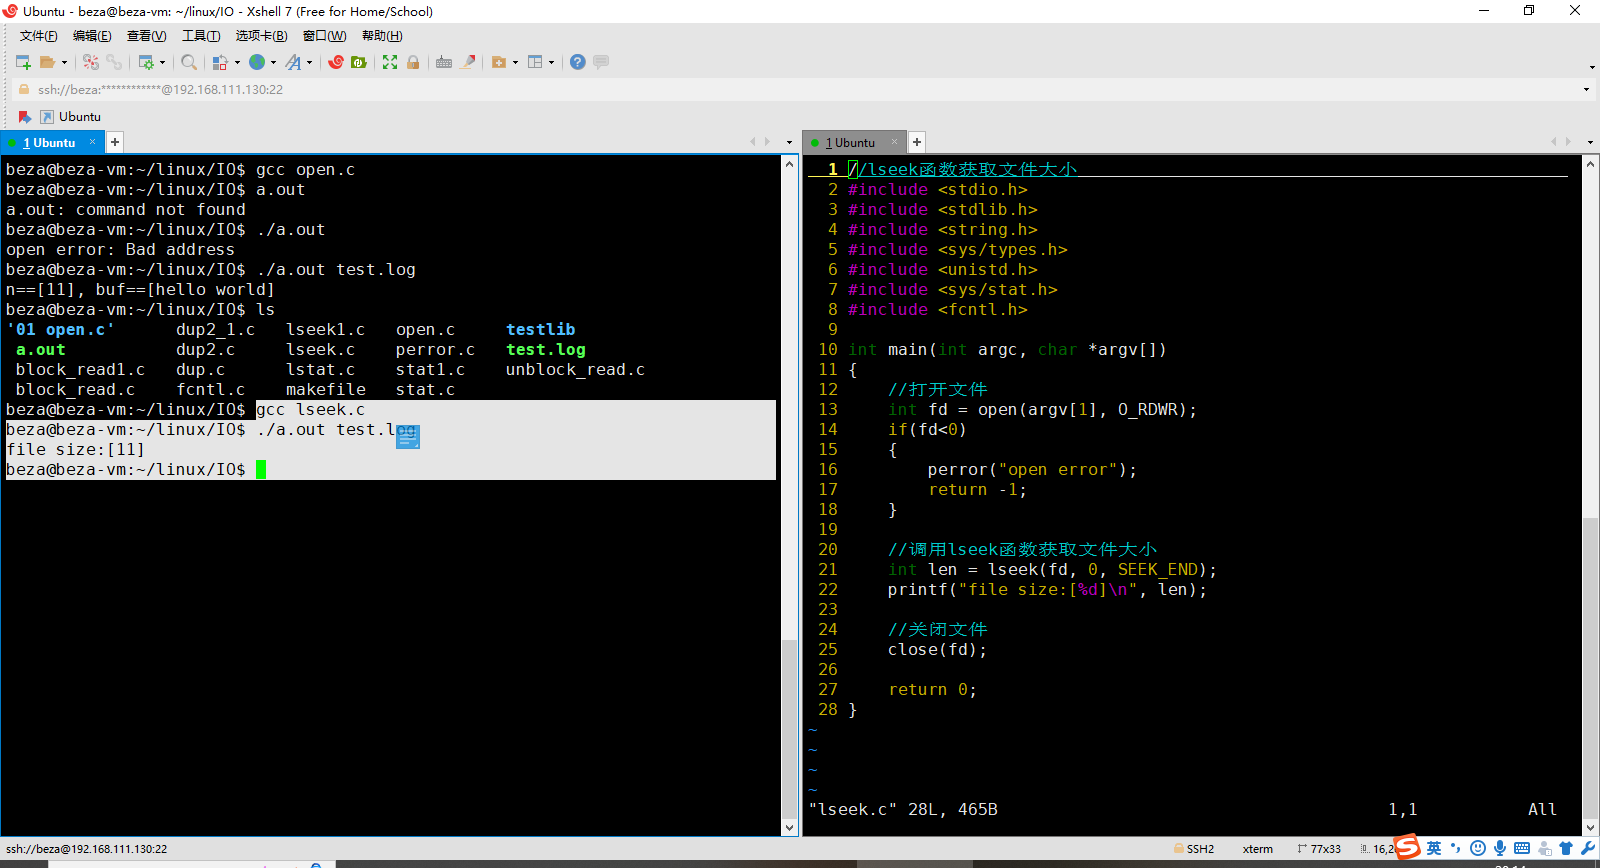 Ubuntu - beza@beza-vm: ~/linux/IO - Xshell 7 (Free for Home/School)
文件(F) 编辑(E) 查看(V) 工具(T) 选项卡(B) 窗口(W) 帮助(H)
ssh://beza:************@192.168.111.130:22
Ubuntu
1 Ubuntu × +
beza@beza-vm:~/linux/IO$ gcc open.c
beza@beza-vm:~/linux/IO$ a.out
a.out: command not found
beza@beza-vm:~/linux/IO$ ./a.out
open error: Bad address
beza@beza-vm:~/linux/IO$ ./a.out test.log
n==[11], buf==[hello world]
beza@beza-vm:~/linux/IO$ ls
'01 open.c' dup2_1.c lseek1.c open.c testlib
a.out dup2.c lseek.c perror.c test.log
block_read1.c dup.c lstat.c stat1.c unblock_read.c
block_read.c fcntl.c makefile stat.c
beza@beza-vm:~/linux/IO$ gcc lseek.c
beza@beza-vm:~/linux/IO$ ./a.out test.log
file size:[11]
beza@beza-vm:~/linux/IO$
1 Ubuntu × +
1 //lseek函数获取文件大小
2 #include <stdio.h>
3 #include <stdlib.h>
4 #include <string.h>
5 #include <sys/types.h>
6 #include <unistd.h>
7 #include <sys/stat.h>
8 #include <fcntl.h>
9
10 int main(int argc, char *argv[])
11 {
12 //打开文件
13 int fd = open(argv[1], O_RDWR);
14 if(fd<0)
15 {
16 perror("open error");
17 return -1;
18 }
19
20 //调用lseek函数获取文件大小
21 int len = lseek(fd, 0, SEEK_END);
22 printf("file size:[%d]\n", len);
23
24 //关闭文件
25 close(fd);
26
27 return 0;
28 }
~
~
~
~
"lseek.c" 28L, 465B 1,1 All
ssh://beza@192.168.111.130:22 SSH2 xterm 77x33 16,2 英